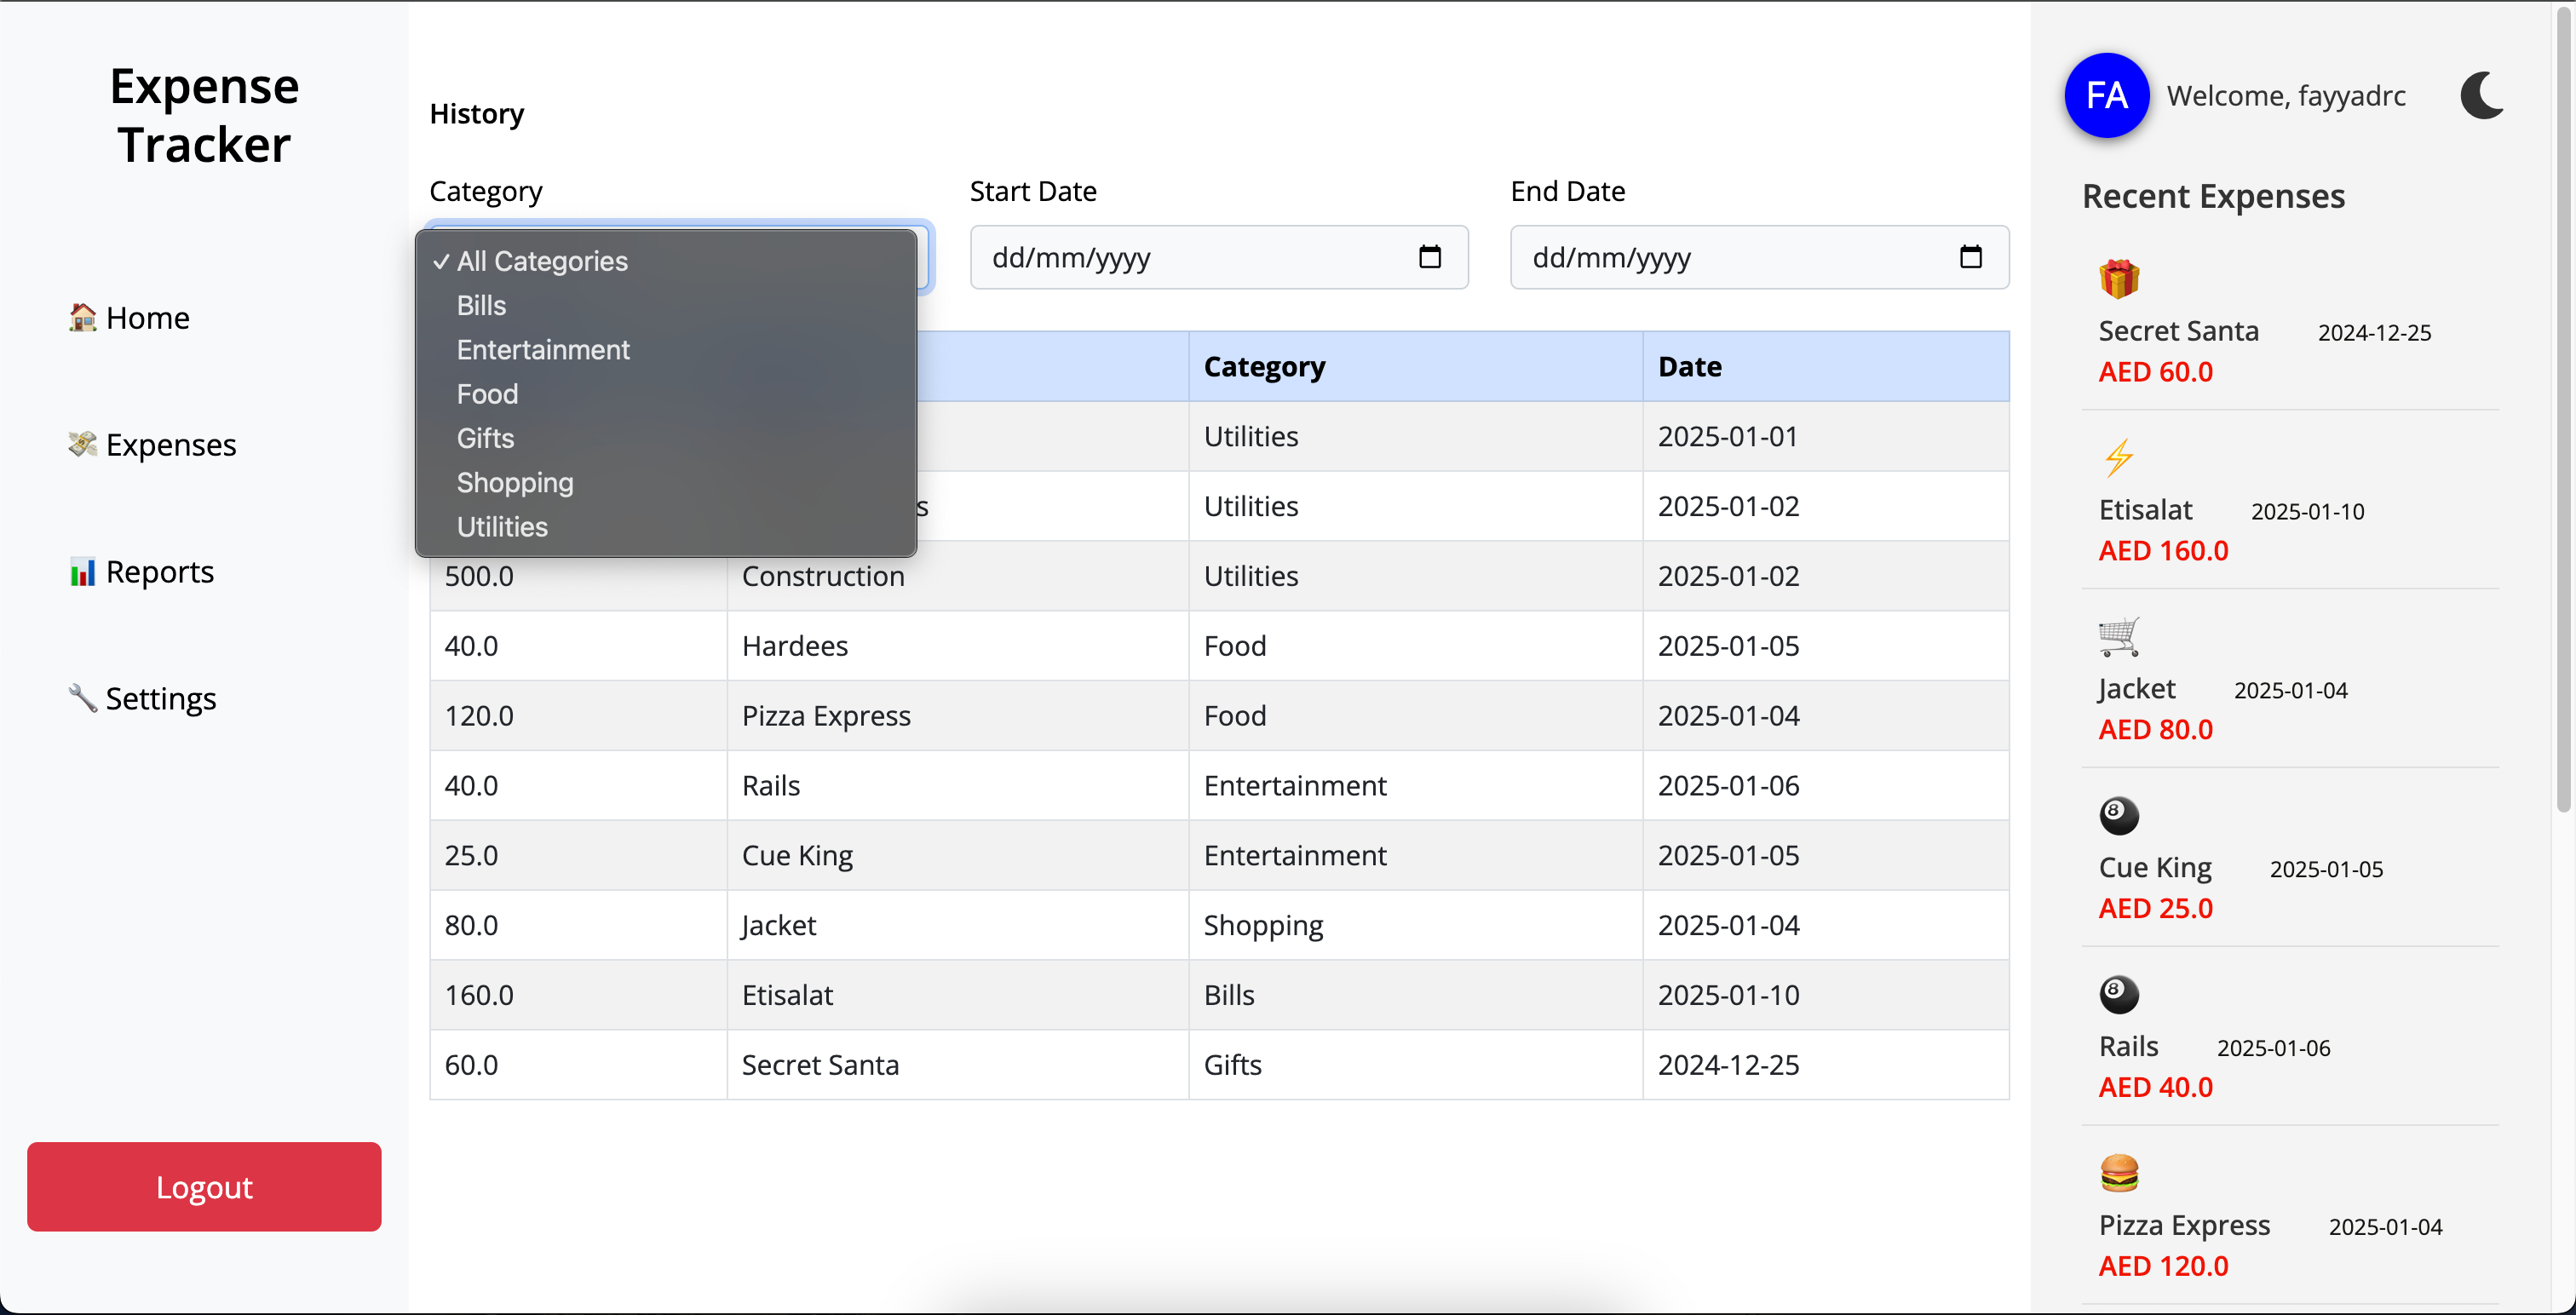 Expense
Tracker
Home
Expenses
Reports
Settings
Logout
History
Category
Start Date
End Date
✓ All Categories
Bills
Entertainment
Food
Gifts
Shopping
Utilities
dd/mm/yyyy
dd/mm/yyyy
Category Date
Utilities 2025-01-01
s Utilities 2025-01-02
500.0 Construction Utilities 2025-01-02
40.0 Hardees Food 2025-01-05
120.0 Pizza Express Food 2025-01-04
40.0 Rails Entertainment 2025-01-06
25.0 Cue King Entertainment 2025-01-05
80.0 Jacket Shopping 2025-01-04
160.0 Etisalat Bills 2025-01-10
60.0 Secret Santa Gifts 2024-12-25
FA Welcome, fayyadrc
Recent Expenses
Secret Santa 2024-12-25
AED 60.0
Etisalat 2025-01-10
AED 160.0
Jacket 2025-01-04
AED 80.0
8
Cue King 2025-01-05
AED 25.0
8
Rails 2025-01-06
AED 40.0
Pizza Express 2025-01-04
AED 120.0